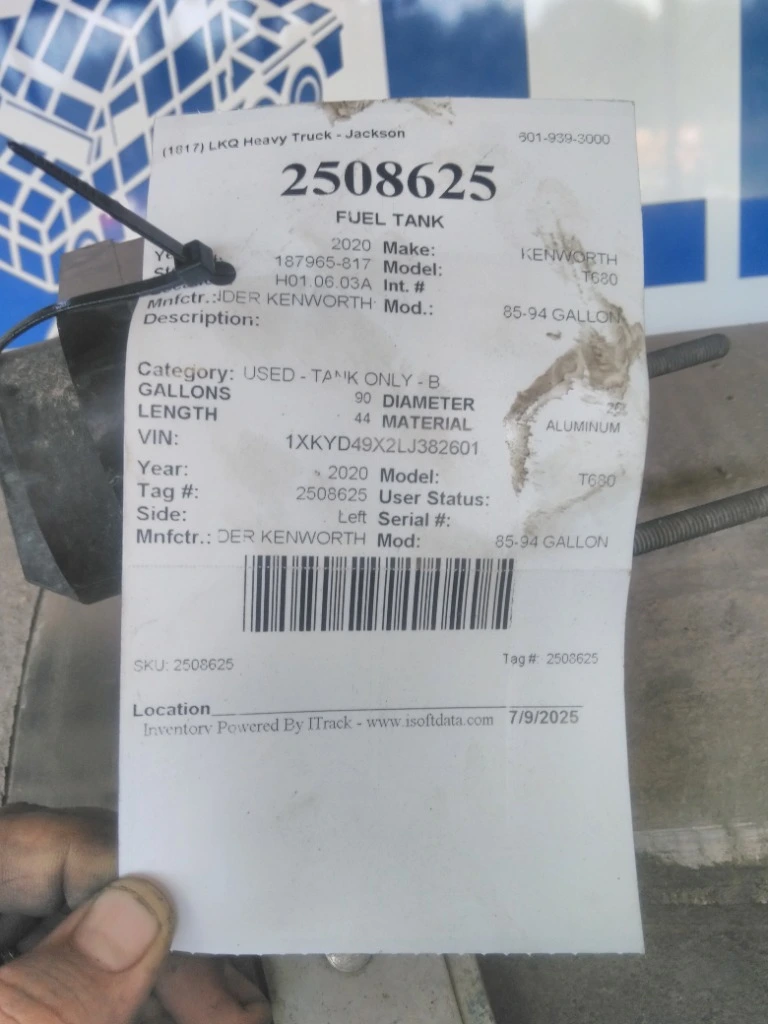 (1817) LKQ Heavy Truck - Jackson 601-939-3000
2508625
FUEL TANK
2020 Make: KENWORTH
187965-817 Model: T680
H01.06.03A Int. #
Mnfctr.: DER KENWORTH Mod.: 85-94 GALLON
Description:
Category: USED - TANK ONLY - B
GALLONS 90 DIAMETER
LENGTH 44 MATERIAL ALUMINUM
VIN: 1XKYD49X2LJ382601
Year: 2020 Model: T680
Tag #: 2508625 User Status:
Side: Left Serial #:
Mnfctr.: DER KENWORTH Mod: 85-94 GALLON
SKU: 2508625 Tag#: 2508625
Location
Inventory Powered By ITrack - www.isoftdata.com 7/9/2025